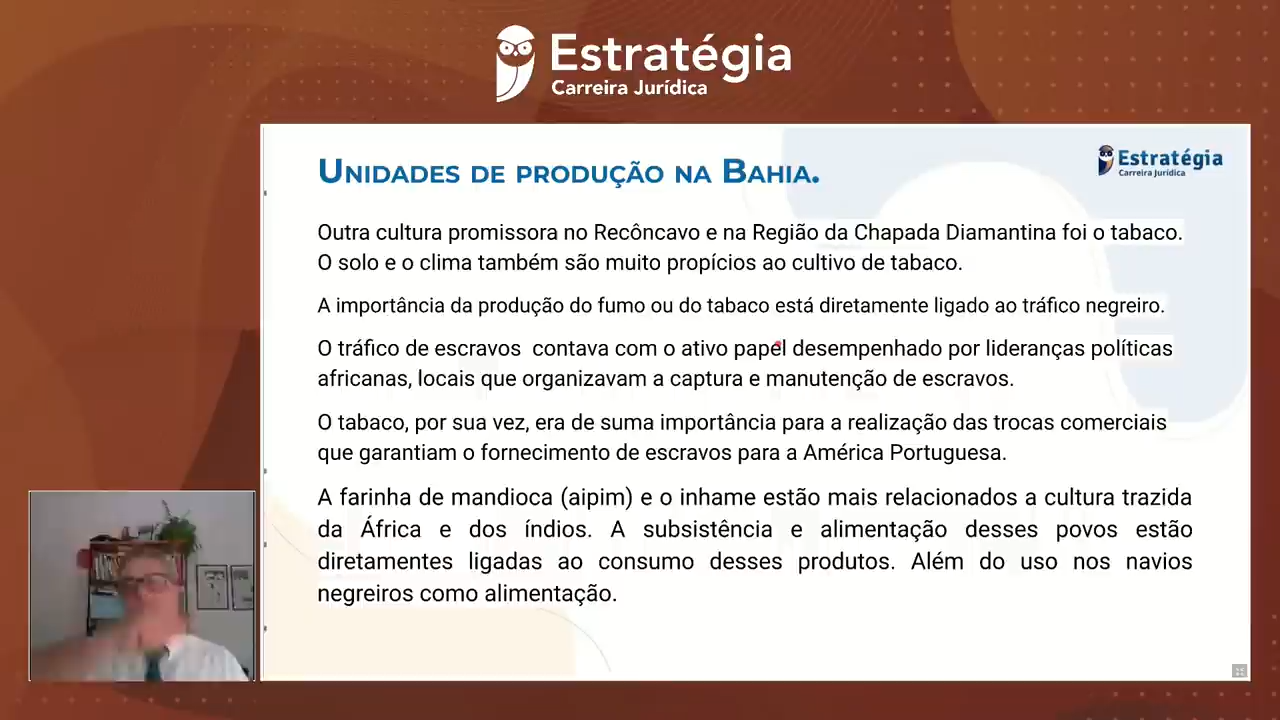 Estratégia
Carreira Jurídica
Unidades de produção na Bahia.
Estratégia
Carreira Jurídica
Outra cultura promissora no Recôncavo e na Região da Chapada Diamantina foi o tabaco.
O solo e o clima também são muito propícios ao cultivo de tabaco.
A importância da produção do fumo ou do tabaco está diretamente ligado ao tráfico negreiro.
O tráfico de escravos contava com o ativo papel desempenhado por lideranças políticas
africanas, locais que organizavam a captura e manutenção de escravos.
O tabaco, por sua vez, era de suma importância para a realização das trocas comerciais
que garantiam o fornecimento de escravos para a América Portuguesa.
A farinha de mandioca (aipim) e o inhame estão mais relacionados a cultura trazida
da África e dos índios. A subsistência e alimentação desses povos estão
diretamentes ligadas ao consumo desses produtos. Além do uso nos navios
negreiros como alimentação.